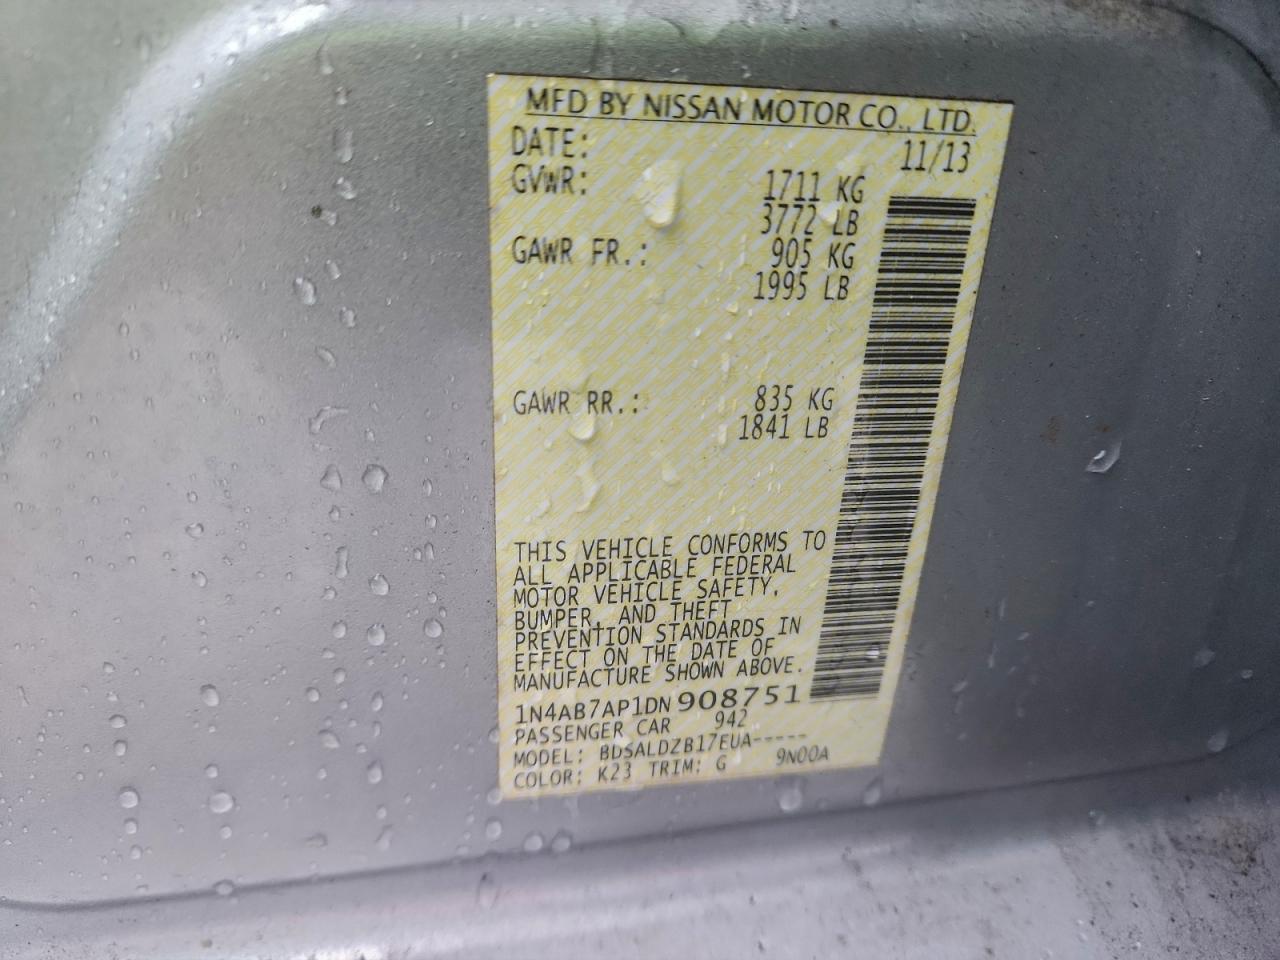 MFD BY NISSAN MOTOR CO., LTD.
DATE: 11/13
GVWR: 1711 KG
3772 LB
GAWR FR.: 905 KG
1995 LB
GAWR RR.: 835 KG
1841 LB
THIS VEHICLE CONFORMS TO
ALL APPLICABLE FEDERAL
MOTOR VEHICLE SAFETY,
BUMPER, AND THEFT
PREVENTION STANDARDS IN
EFFECT ON THE DATE OF
MANUFACTURE SHOWN ABOVE.
1N4AB7AP1DN908751
PASSENGER CAR 942
MODEL: BDSALDZB17EUA-----
COLOR: K23 TRIM: G 9N00A